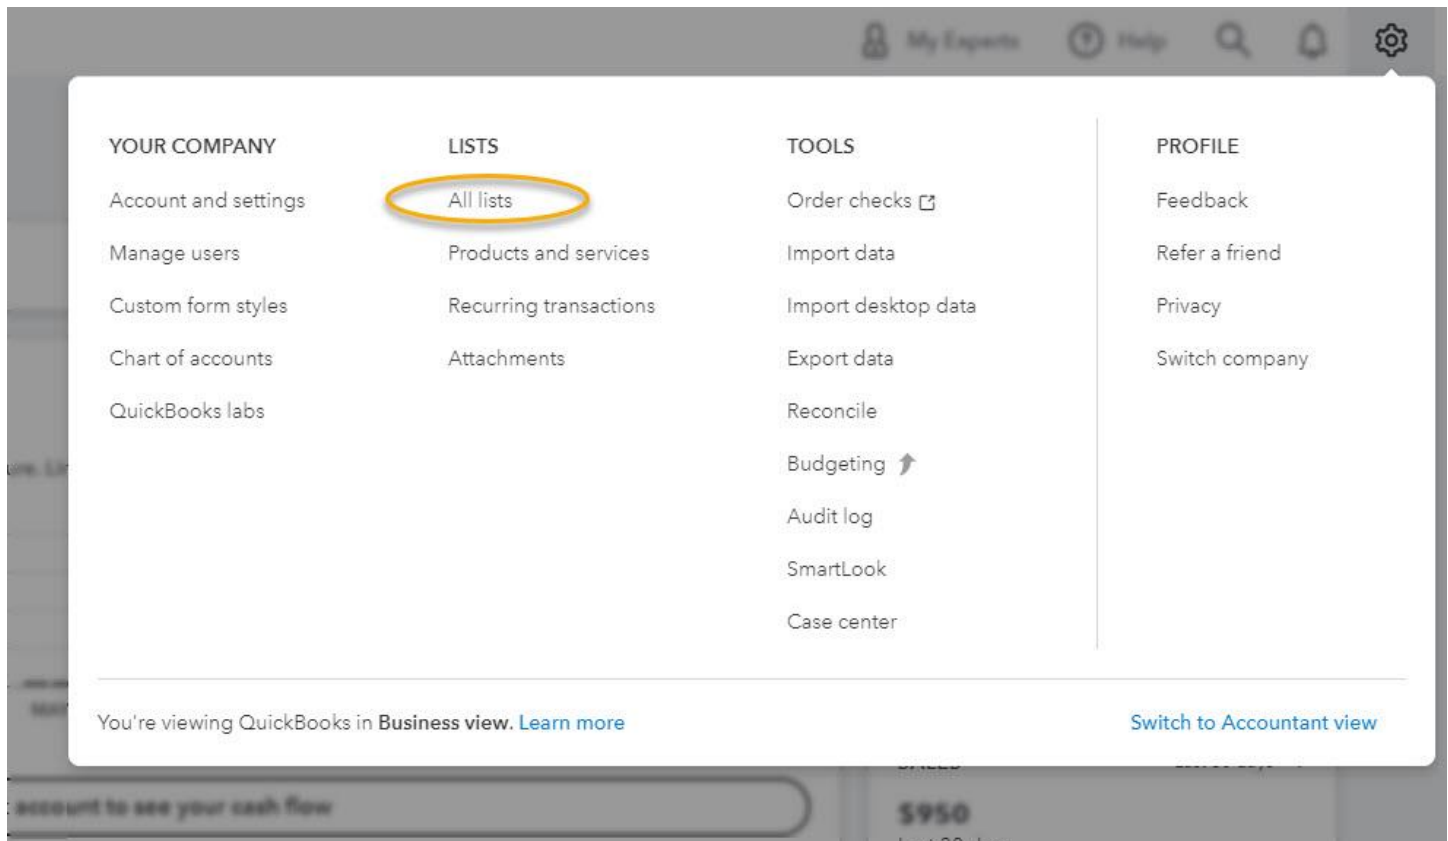 My Experts
Help
YOUR COMPANY
Account and settings
Manage users
Custom form styles
Chart of accounts
QuickBooks labs
LISTS
All lists
Products and services
Recurring transactions
Attachments
TOOLS
Order checks
Import data
Import desktop data
Export data
Reconcile
Budgeting
Audit log
SmartLook
Case center
PROFILE
Feedback
Refer a friend
Privacy
Switch company
You're viewing QuickBooks in Business view. Learn more
Switch to Accountant view
account to see your cash flow
$950